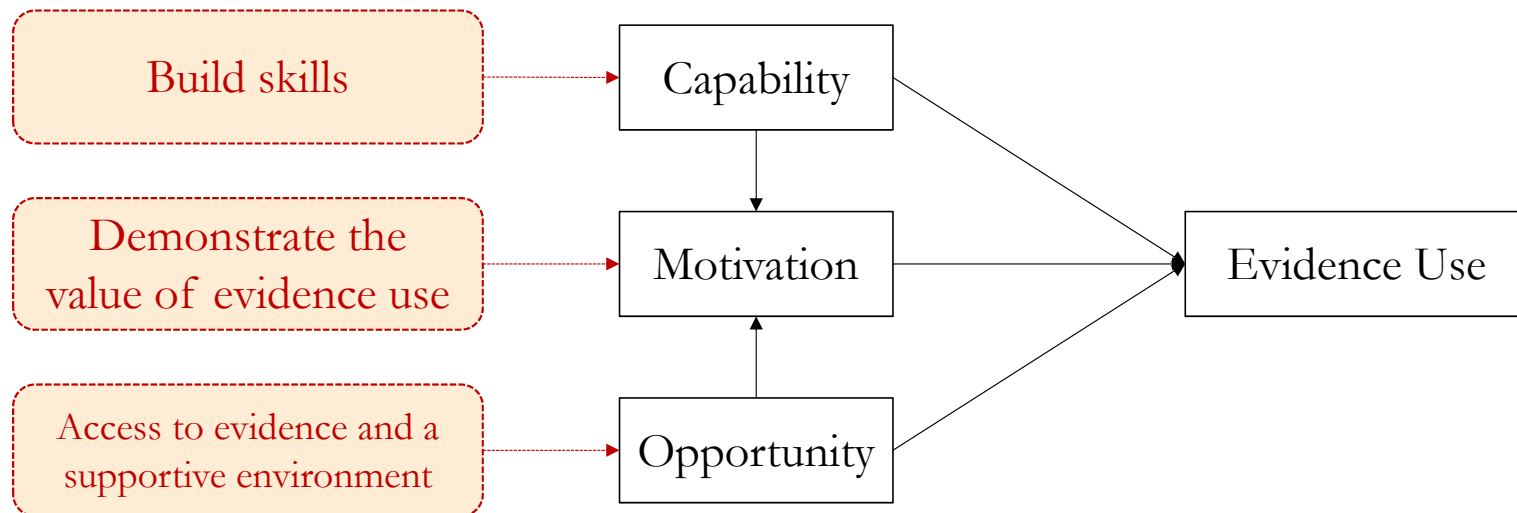 Build skills
Capability
Demonstrate the
value of evidence use
Motivation
Evidence Use
Access to evidence and a
supportive environment
Opportunity